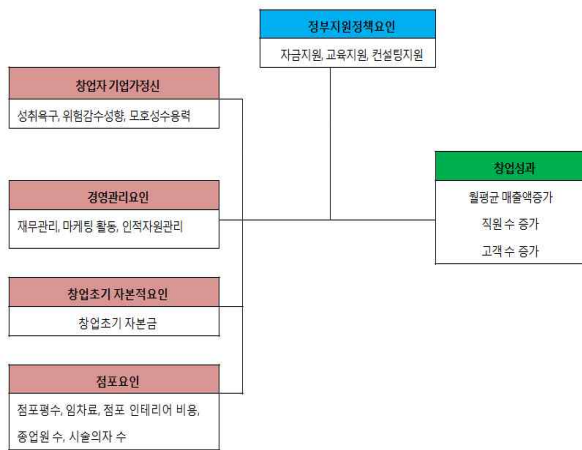 정부지원정책요인
자금지원, 교육지원, 컨설팅지원
창업자 기업가정신
성취욕구, 위험감수성향, 모호성수용력
경영관리요인
재무관리, 마케팅 활동, 인적자원관리
창업성과
월평균 매출액증가
직원 수 증가
고객 수 증가
창업초기 자본적요인
창업초기 자본금
점포요인
점포평수, 임차료, 점포 인테리어 비용,
종업원 수, 시술의자 수